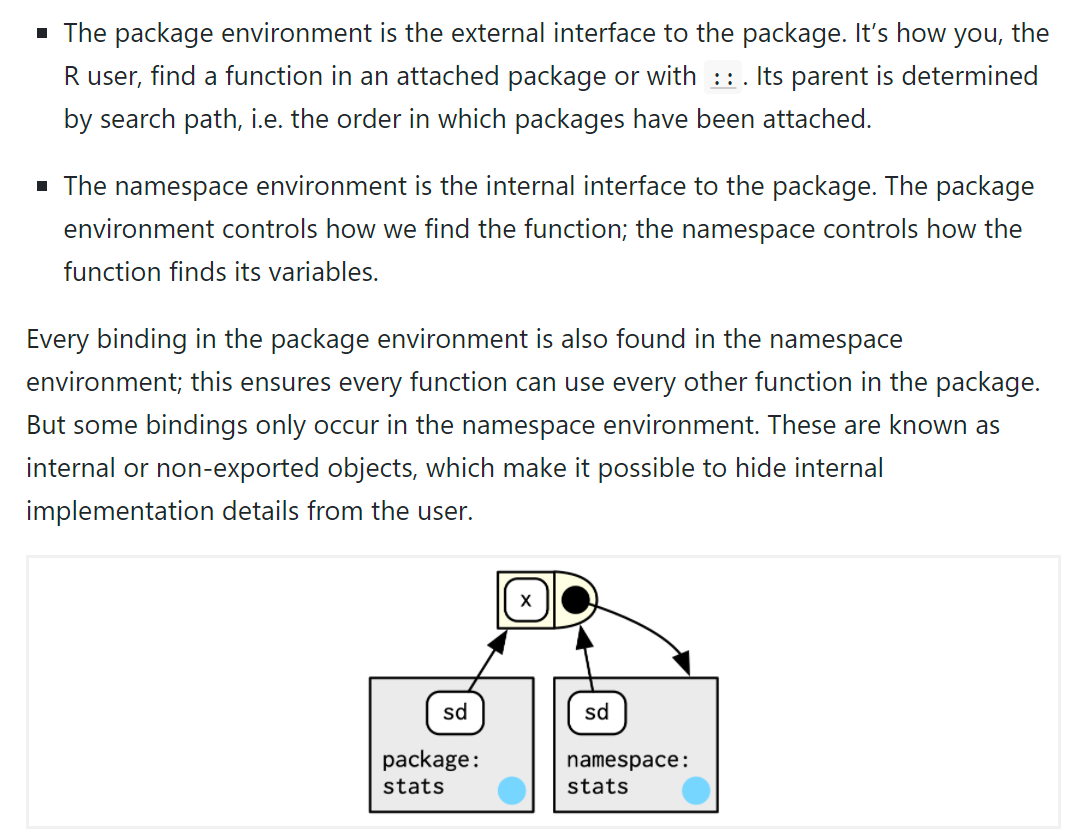 The package environment is the external interface to the package. It’s how you, the
R user, find a function in an attached package or with :: . Its parent is determined
by search path, i.e. the order in which packages have been attached.
The namespace environment is the internal interface to the package. The package
environment controls how we find the function; the namespace controls how the
function finds its variables.
Every binding in the package environment is also found in the namespace
environment; this ensures every function can use every other function in the package.
But some bindings only occur in the namespace environment. These are known as
internal or non-exported objects, which make it possible to hide internal
implementation details from the user.
x
sd
package:
stats
sd
namespace:
stats